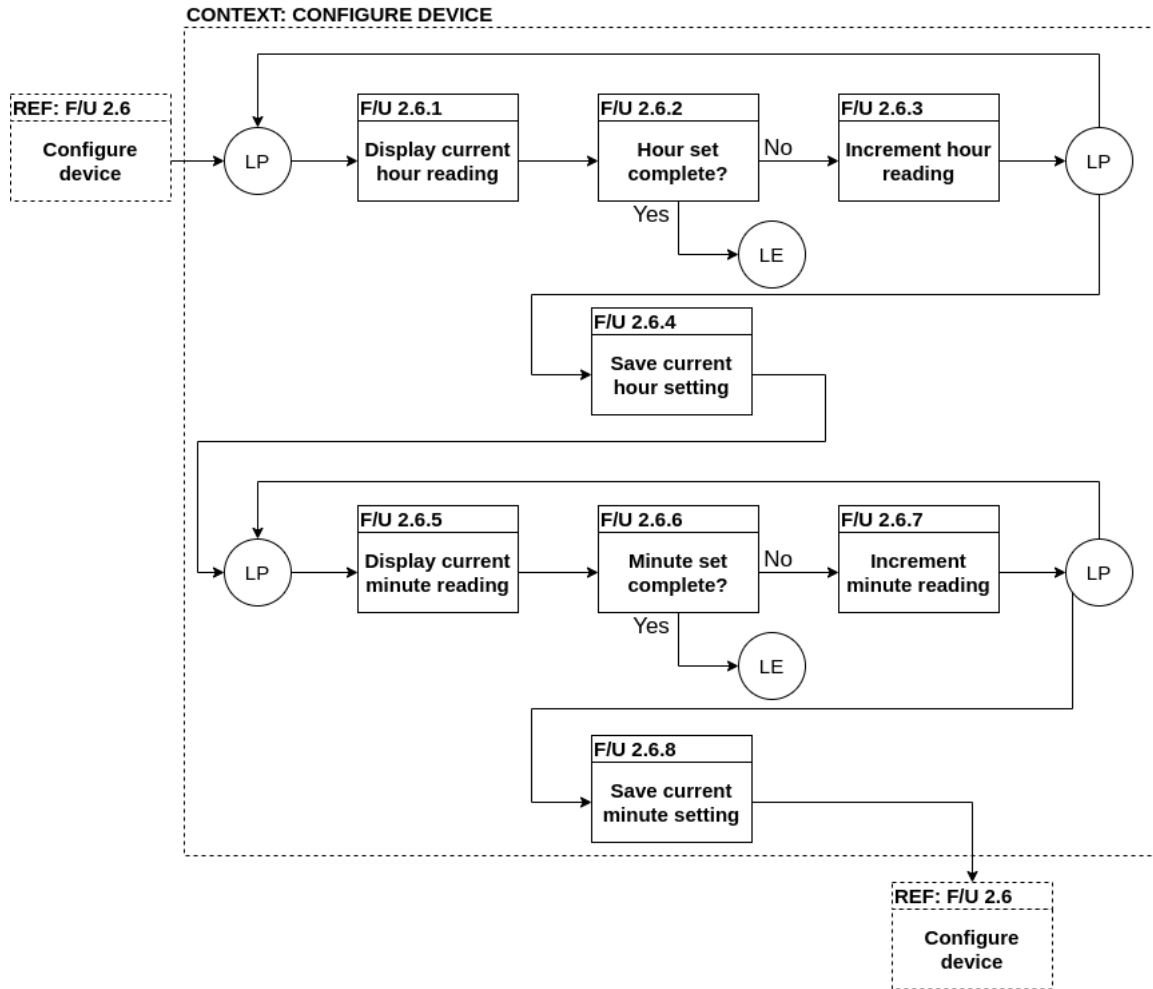 CONTEXT: CONFIGURE DEVICE
REF: F/U 2.6
Configure
device
LP
F/U 2.6.1
Display current
hour reading
F/U 2.6.2
Hour set
complete?
No
F/U 2.6.3
Increment hour
reading
LP
Yes
LE
F/U 2.6.4
Save current
hour setting
LP
F/U 2.6.5
Display current
minute reading
F/U 2.6.6
Minute set
complete?
No
F/U 2.6.7
Increment
minute reading
LP
Yes
LE
F/U 2.6.8
Save current
minute setting
REF: F/U 2.6
Configure
device